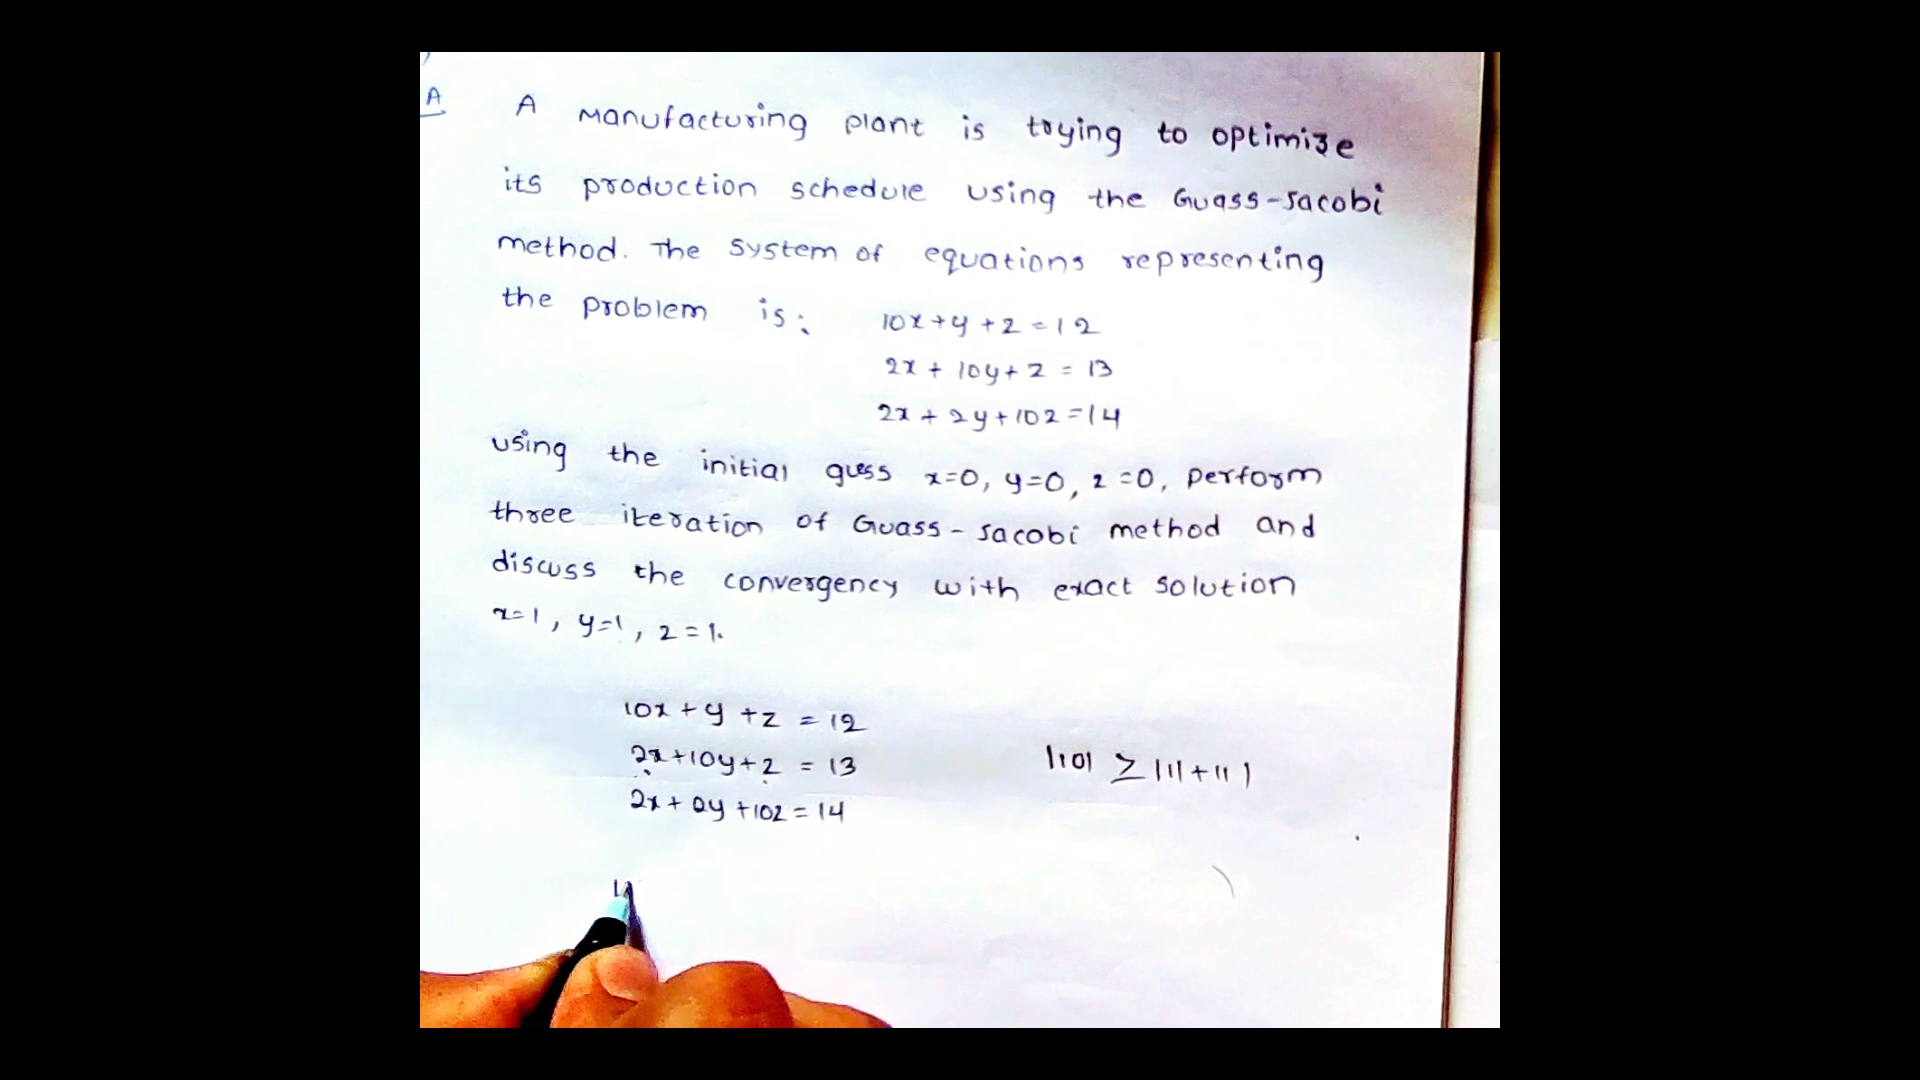 A
A Manufacturing plant is trying to optimize
its production schedule using the Guass-Jacobi
method. The system of equations representing
the problem is:
10x+y+z=12
2x + 10y+z = 13
2x + 2y+10z=14
using the initial guess x=0, y=0, z=0, perform
three iteration of Guass-Jacobi method and
discuss the convergency with exact solution
x=1, y=1, z=1.
10x+y+z = 12
2x+10y+z = 13 |10| ≥ |1|+|1|
2x+2y+10z=14